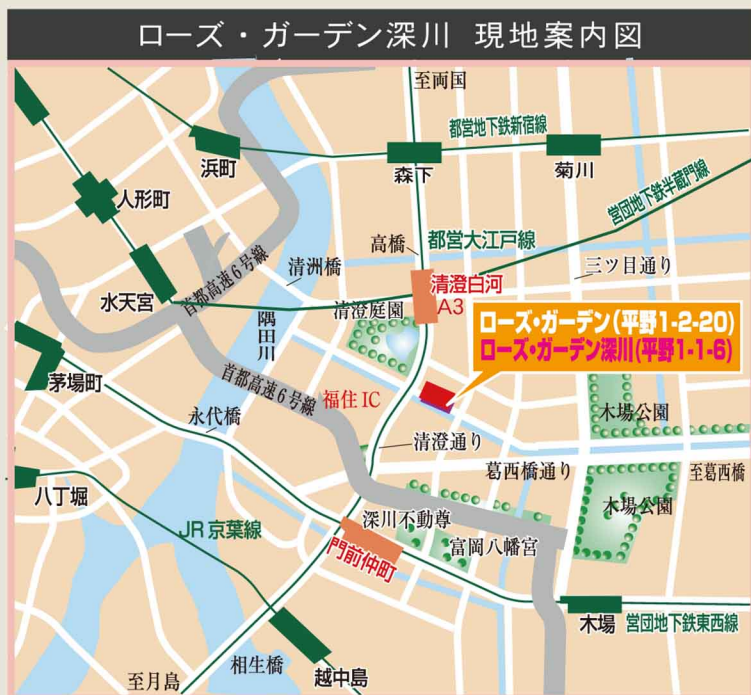 ローズ・ガーデン深川 現地案内図
至両国
都営地下鉄新宿線
浜町
森下
菊川
人形町
営団地下鉄半蔵門線
高橋
都営大江戸線
首都高速6号線
清洲橋
三ツ目通り
水天宮
清澄白河
A3
清澄庭園
隅田川
ローズ・ガーデン(平野1-2-20)
ローズ・ガーデン深川(平野1-1-6)
茅場町
首都高速6号線
福住IC
永代橋
木場公園
清澄通り
葛西橋通り
至葛西橋
八丁堀
木場公園
JR京葉線
深川不動尊
富岡八幡宮
門前仲町
木場
営団地下鉄東西線
相生橋
至月島
越中島